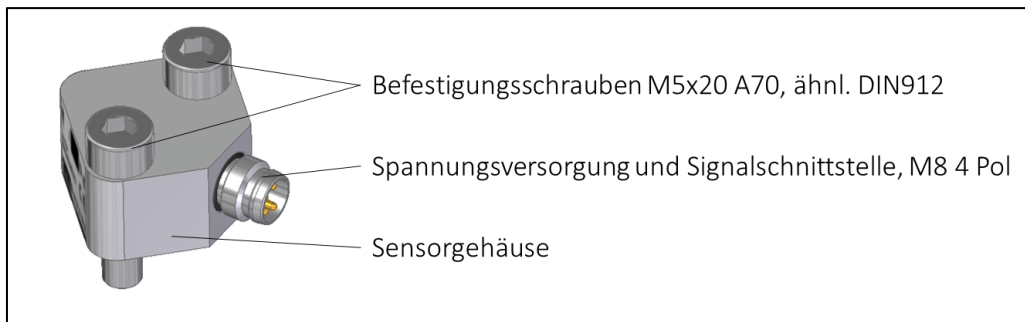 Befestigungsschrauben M5x20 A70, ähnl. DIN912
Spannungsversorgung und Signalschnittstelle, M8 4 Pol
Sensorgehäuse